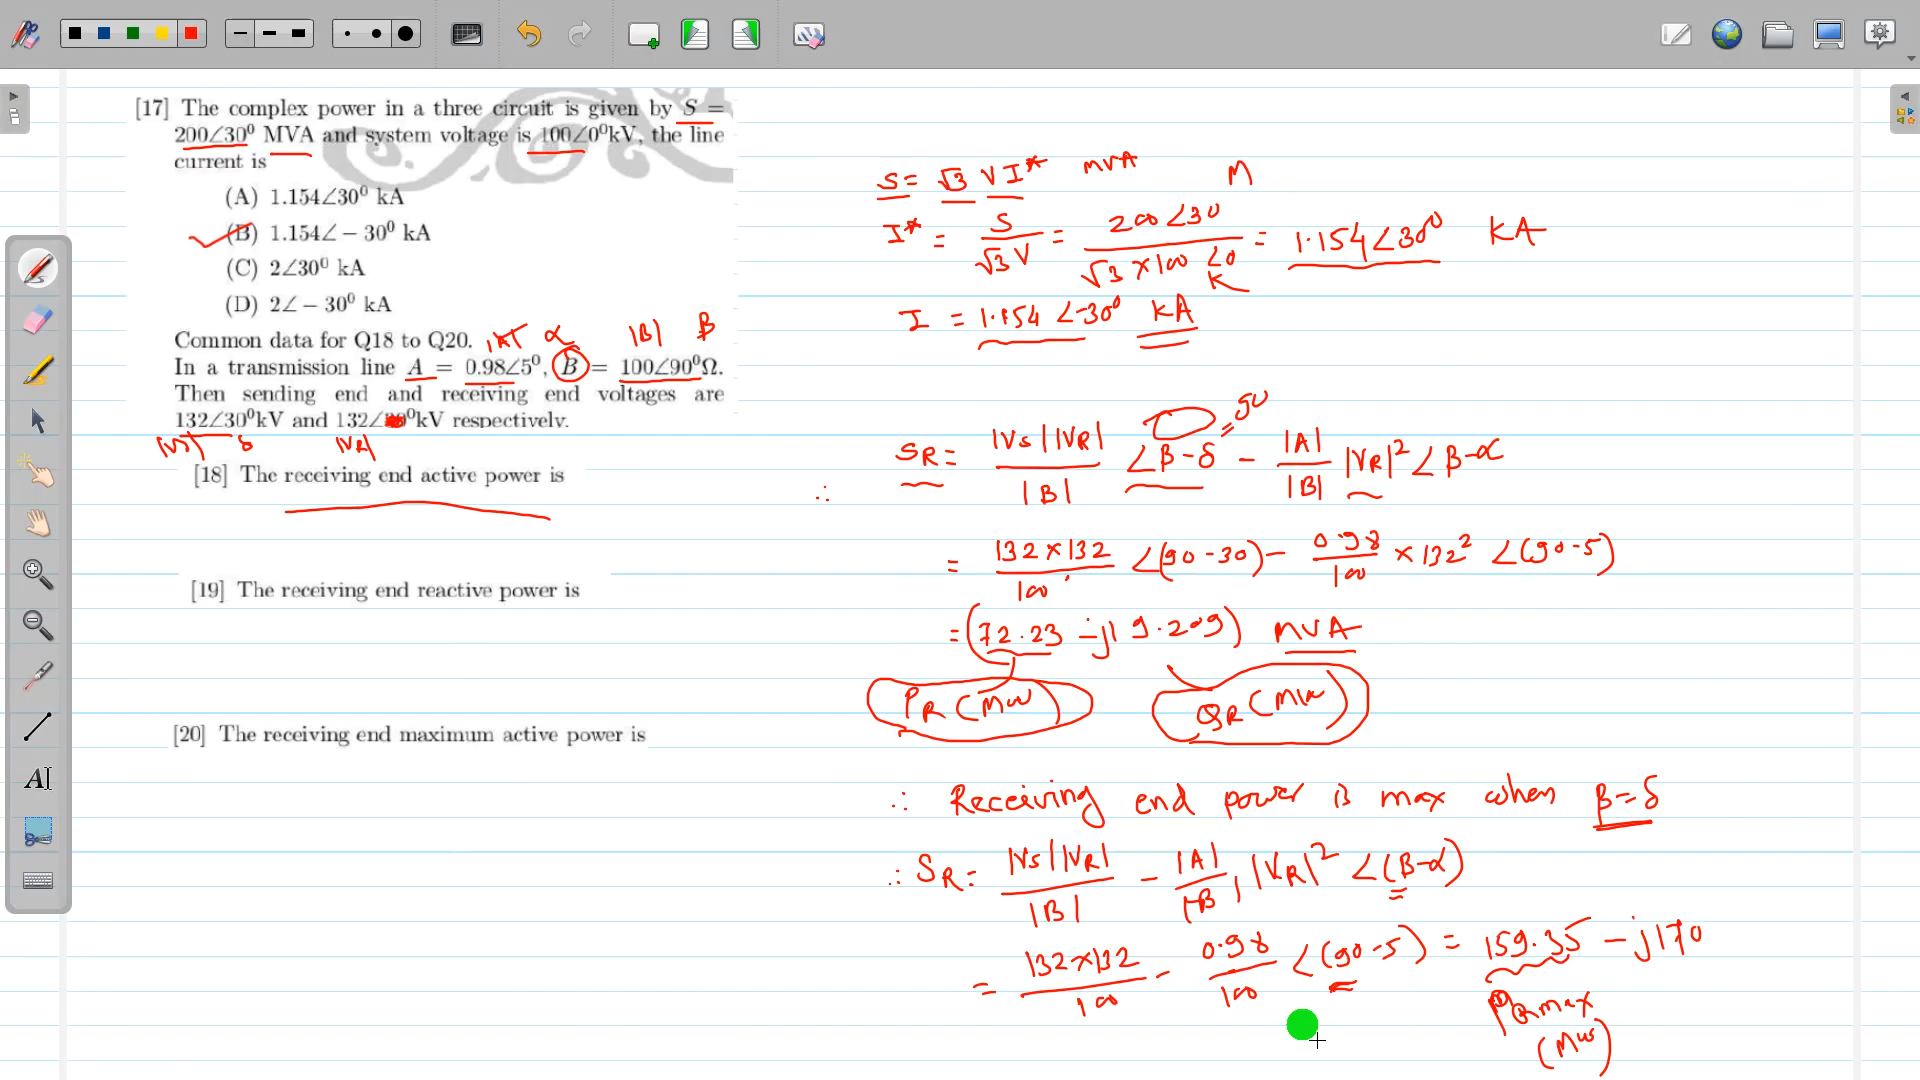 [17] The complex power in a three circuit is given by S =
200∠30⁰ MVA and system voltage is 100∠0⁰kV, the line
current is
(A) 1.154∠30⁰ kA
(B) 1.154∠ − 30⁰ kA
(C) 2∠30⁰ kA
(D) 2∠ − 30⁰ kA
Common data for Q18 to Q20.
|A| α |B| β
In a transmission line A = 0.98∠5⁰, B = 100∠90⁰Ω.
Then sending end and receiving end voltages are
132∠30⁰kV and 132∠ ⁰kV respectively.
|Vs| δ |VR|
[18] The receiving end active power is
[19] The receiving end reactive power is
[20] The receiving end maximum active power is
S = √3 V I* MVA M
I* = S / √3 V = 200 ∠30 / √3 × 100 ∠0 = 1.154 ∠30⁰ KA
K
I = 1.154 ∠-30⁰ KA
= 90
∴ SR = |Vs| |VR| / |B| ∠β - δ - |A| / |B| |VR|² ∠β-α
= 132 × 132 / 100 ∠(90 - 30) - 0.98 / 100 × 132² ∠(90-5)
= (72.23 - j19.209) MVA
PR (MW) QR (MW)
∴ Receiving end power is max when β = δ
∴ SR = |Vs| |VR| / |B| - |A| / |B| |VR|² ∠(β-α)
= 132 × 132 / 100 - 0.98 / 100 ∠(90-5) = 159.35 - j170
PRmax
(MW)
A